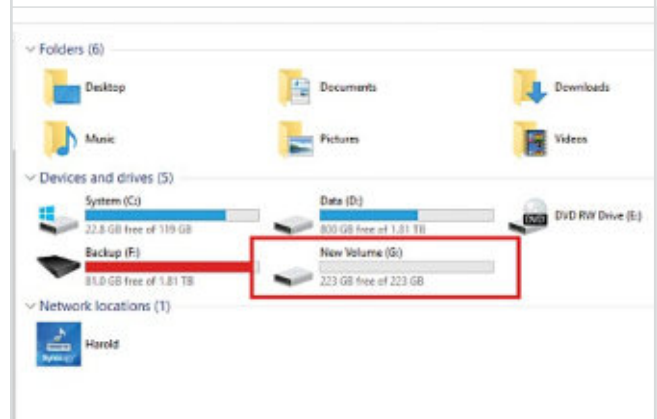 Folders (6)
Desktop
Documents
Downloads
Music
Pictures
Videos
Devices and drives (5)
System (C:)
22.8 GB free of 119 GB
Data (D:)
800 GB free of 1.81 TB
DVD RW Drive (E:)
Backup (F:)
81.0 GB free of 1.81 TB
New Volume (G:)
223 GB free of 223 GB
Network locations (1)
Harold